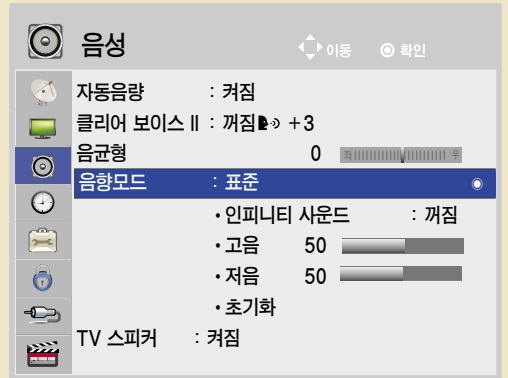 음성 이동 확인
자동음량 : 켜짐
클리어 보이스 Ⅱ : 꺼짐 +3
음균형 0 좌 우
음향모드 : 표준
• 인피니티 사운드 : 꺼짐
• 고음 50
• 저음 50
• 초기화
TV 스피커 : 켜짐